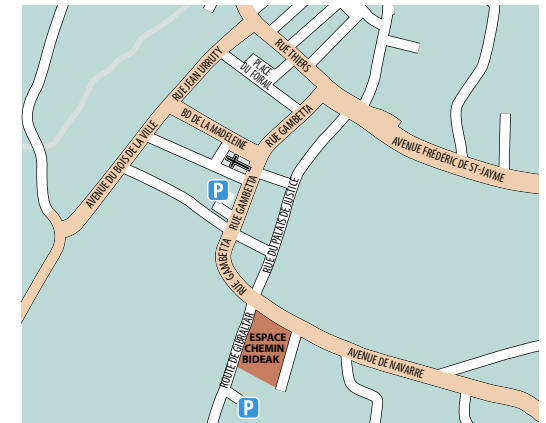 RUE THIERS
RUE JEAN URRUTY
PLACE
DU FOIRAIL
BD DE LA MADELEINE
RUE GAMBETTA
AVENUE FRÉDÉRIC DE ST-JAYME
AVENUE DU BOIS DE LA VILLE
P
RUE GAMBETTA
RUE DU PALAIS DE JUSTICE
RUE GAMBETTA
ROUTE DE GIBRALTAR
ESPACE
CHEMIN
BIDEAK
AVENUE DE NAVARRE
P